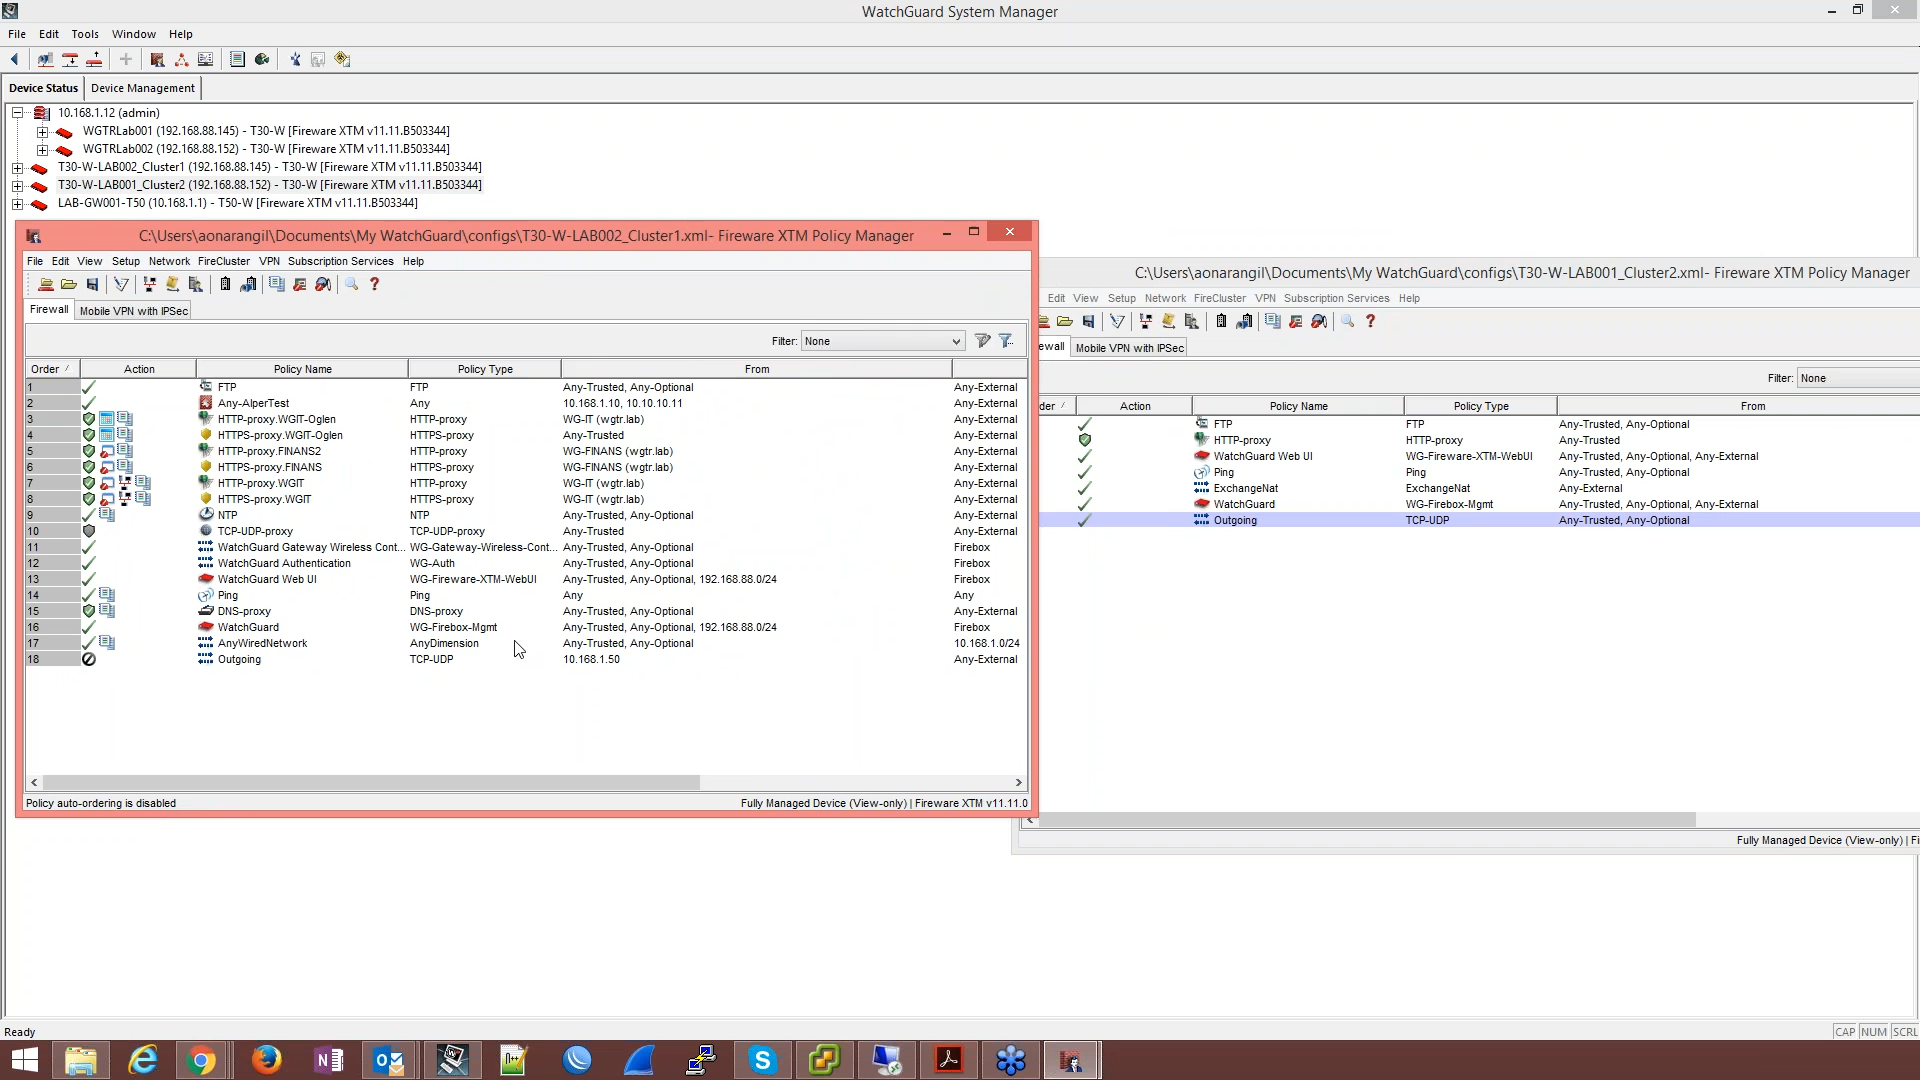 WatchGuard System Manager
File Edit Tools Window Help
Device Status Device Management
10.168.1.12 (admin)
WGTRLab001 (192.168.88.145) - T30-W [Fireware XTM v11.11.B503344]
WGTRLab002 (192.168.88.152) - T30-W [Fireware XTM v11.11.B503344]
T30-W-LAB002_Cluster1 (192.168.88.145) - T30-W [Fireware XTM v11.11.B503344]
T30-W-LAB001_Cluster2 (192.168.88.152) - T30-W [Fireware XTM v11.11.B503344]
LAB-GW001-T50 (10.168.1.1) - T50-W [Fireware XTM v11.11.B503344]
C:\Users\aonarangil\Documents\My WatchGuard\configs\T30-W-LAB002_Cluster1.xml- Fireware XTM Policy Manager
File Edit View Setup Network FireCluster VPN Subscription Services Help
Firewall Mobile VPN with IPSec
Filter: None
Order / Action Policy Name Policy Type From
1 FTP FTP Any-Trusted, Any-Optional Any-External
2 Any-AlperTest Any 10.168.1.10, 10.10.10.11 Any-External
3 HTTP-proxy.WGIT-Oglen HTTP-proxy WG-IT (wgtr.lab) Any-External
4 HTTPS-proxy.WGIT-Oglen HTTPS-proxy Any-Trusted Any-External
5 HTTP-proxy.FINANS2 HTTP-proxy WG-FINANS (wgtr.lab) Any-External
6 HTTPS-proxy.FINANS HTTPS-proxy WG-FINANS (wgtr.lab) Any-External
7 HTTP-proxy.WGIT HTTP-proxy WG-IT (wgtr.lab) Any-External
8 HTTPS-proxy.WGIT HTTPS-proxy WG-IT (wgtr.lab) Any-External
9 NTP NTP Any-Trusted, Any-Optional Any-External
10 TCP-UDP-proxy TCP-UDP-proxy Any-Trusted Any-External
11 WatchGuard Gateway Wireless Cont... WG-Gateway-Wireless-Cont... Any-Trusted, Any-Optional Firebox
12 WatchGuard Authentication WG-Auth Any-Trusted, Any-Optional Firebox
13 WatchGuard Web UI WG-Fireware-XTM-WebUI Any-Trusted, Any-Optional, 192.168.88.0/24 Firebox
14 Ping Ping Any Any
15 DNS-proxy DNS-proxy Any-Trusted, Any-Optional Any-External
16 WatchGuard WG-Firebox-Mgmt Any-Trusted, Any-Optional, 192.168.88.0/24 Firebox
17 AnyWiredNetwork AnyDimension Any-Trusted, Any-Optional 10.168.1.0/24
18 Outgoing TCP-UDP 10.168.1.50 Any-External
Policy auto-ordering is disabled Fully Managed Device (View-only) | Fireware XTM v11.11.0
C:\Users\aonarangil\Documents\My WatchGuard\configs\T30-W-LAB001_Cluster2.xml- Fireware XTM Policy Manager
Edit View Setup Network FireCluster VPN Subscription Services Help
ewall Mobile VPN with IPSec
Filter: None
der / Action Policy Name Policy Type From
FTP FTP Any-Trusted, Any-Optional
HTTP-proxy HTTP-proxy Any-Trusted
WatchGuard Web UI WG-Fireware-XTM-WebUI Any-Trusted, Any-Optional, Any-External
Ping Ping Any-Trusted, Any-Optional
ExchangeNat ExchangeNat Any-External
WatchGuard WG-Firebox-Mgmt Any-Trusted, Any-Optional, Any-External
Outgoing TCP-UDP Any-Trusted, Any-Optional
Fully Managed Device (View-only) | Fi
Ready CAP NUM SCRL